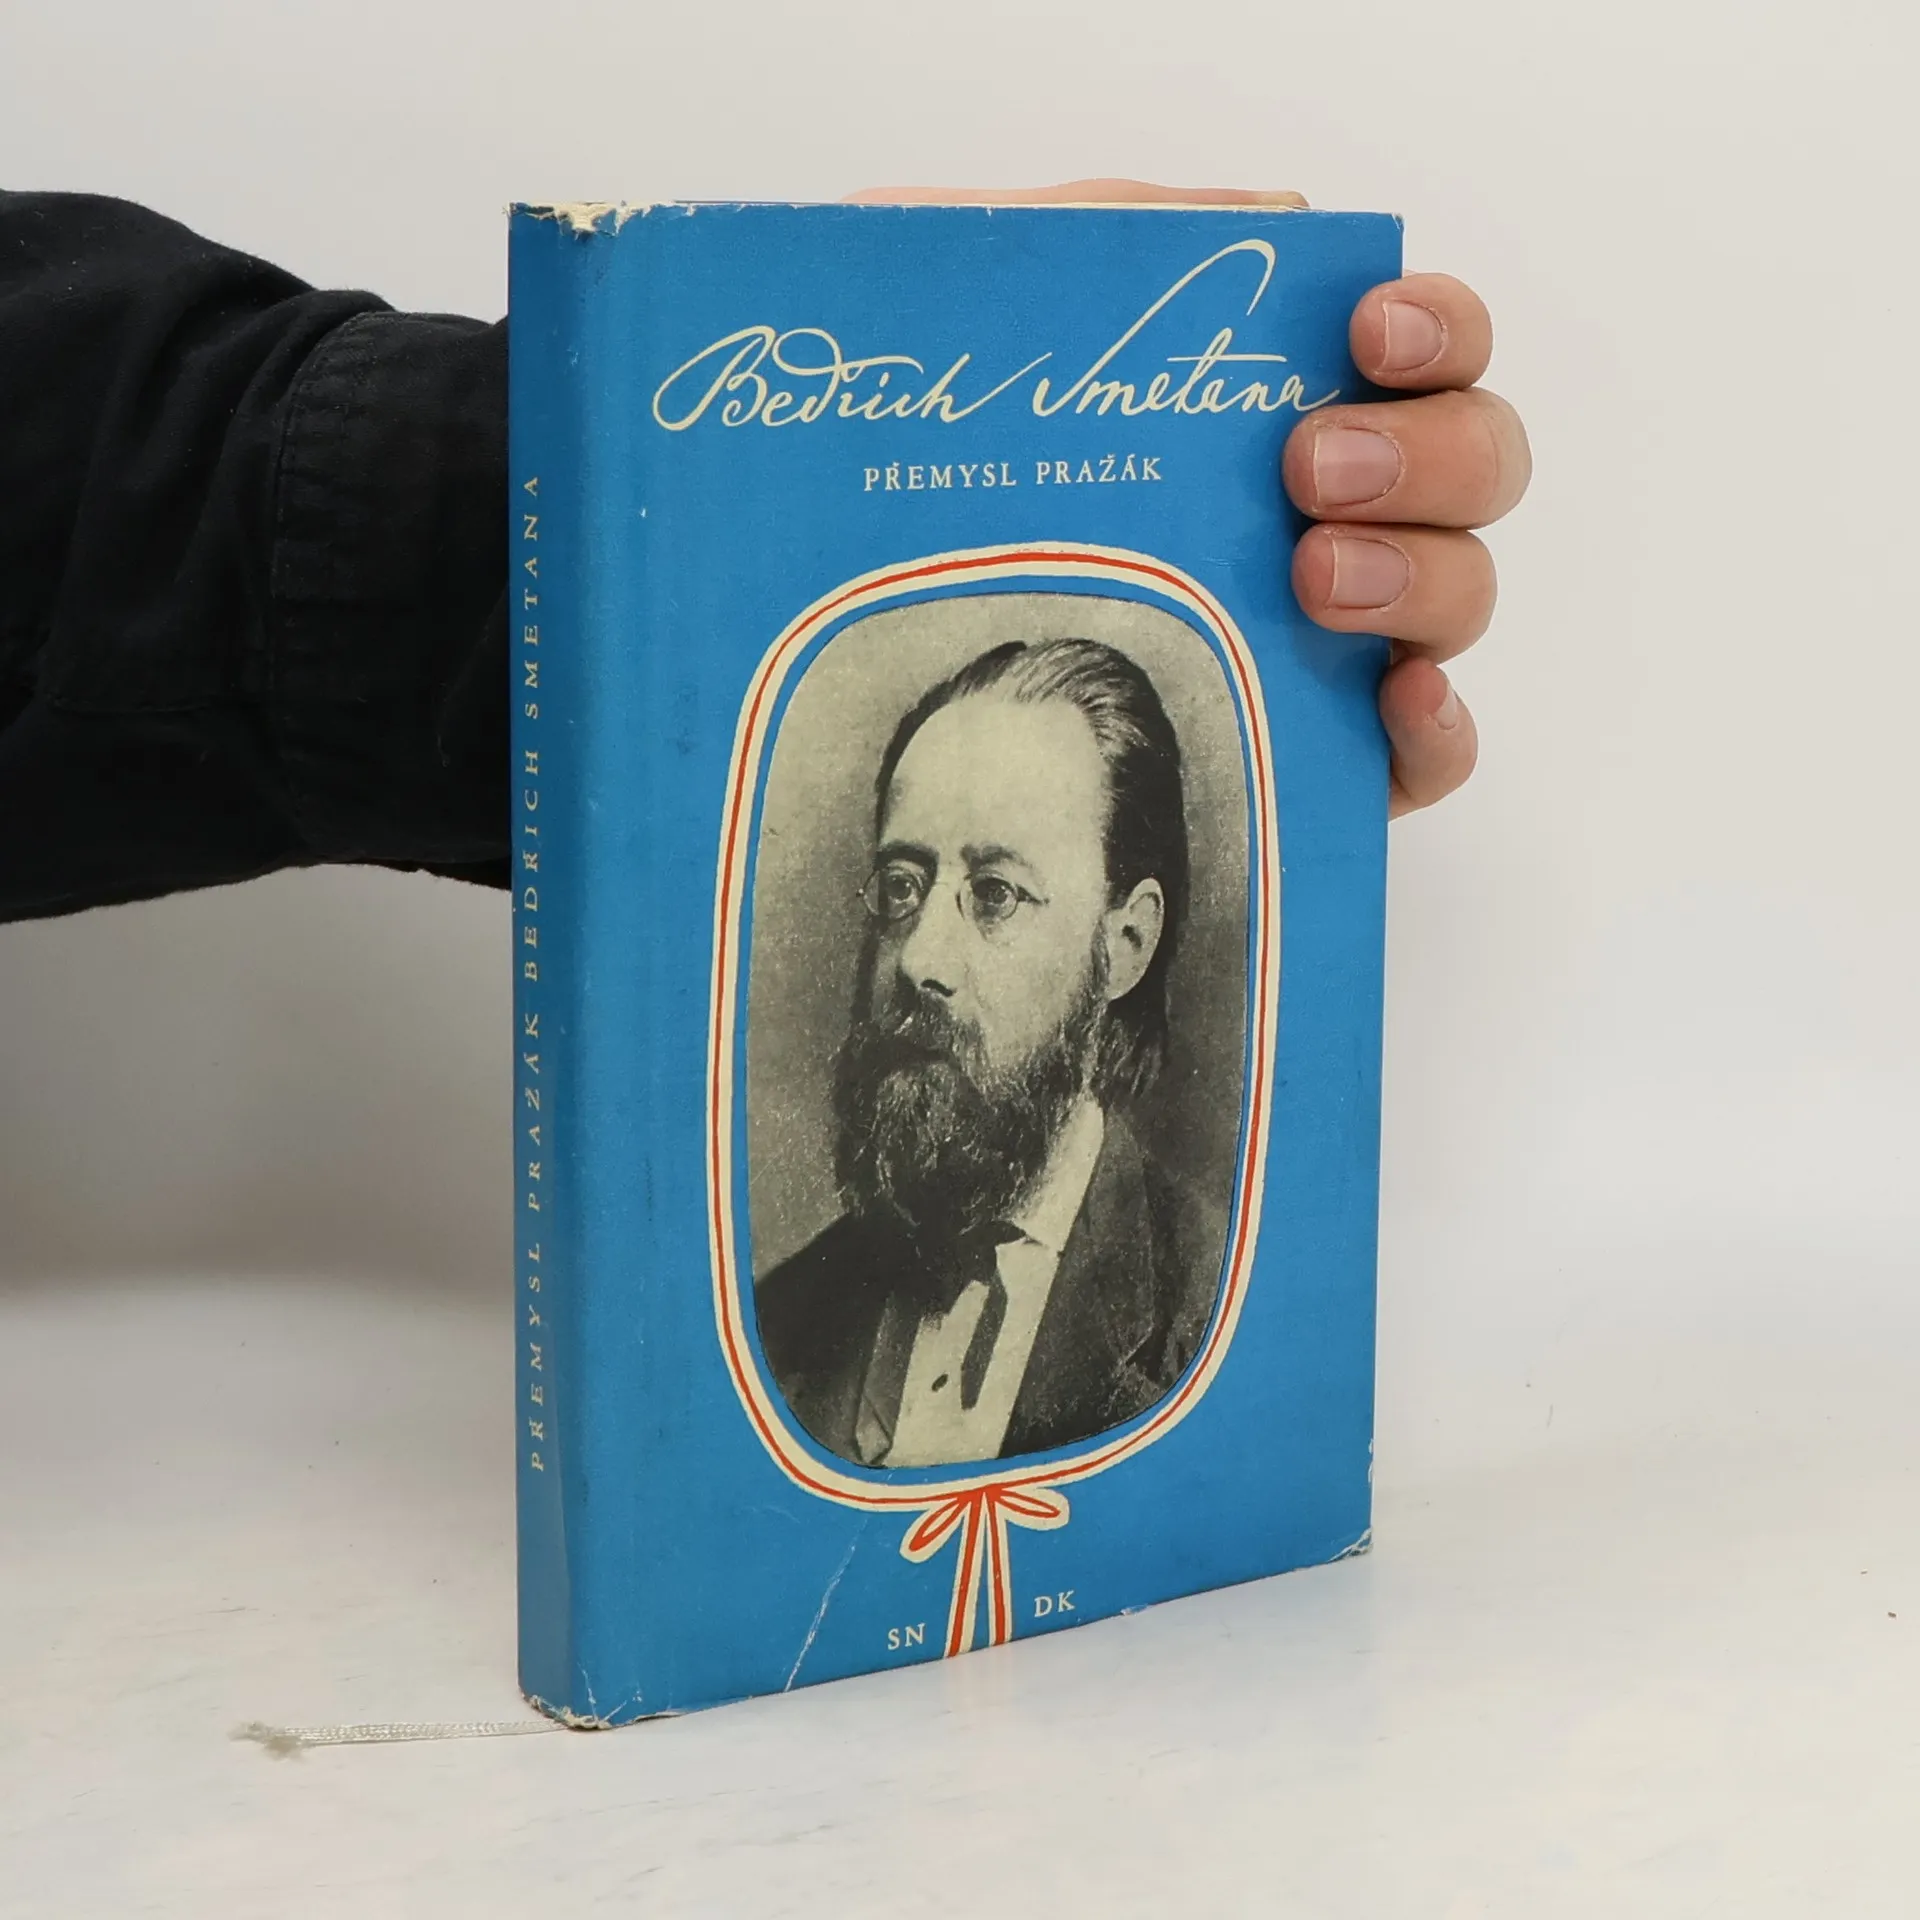 Bedřich Smetana
PŘEMYSL PRAŽÁK
SN DK
PŘEMYSL PRAŽÁK BEDŘICH SMETANA